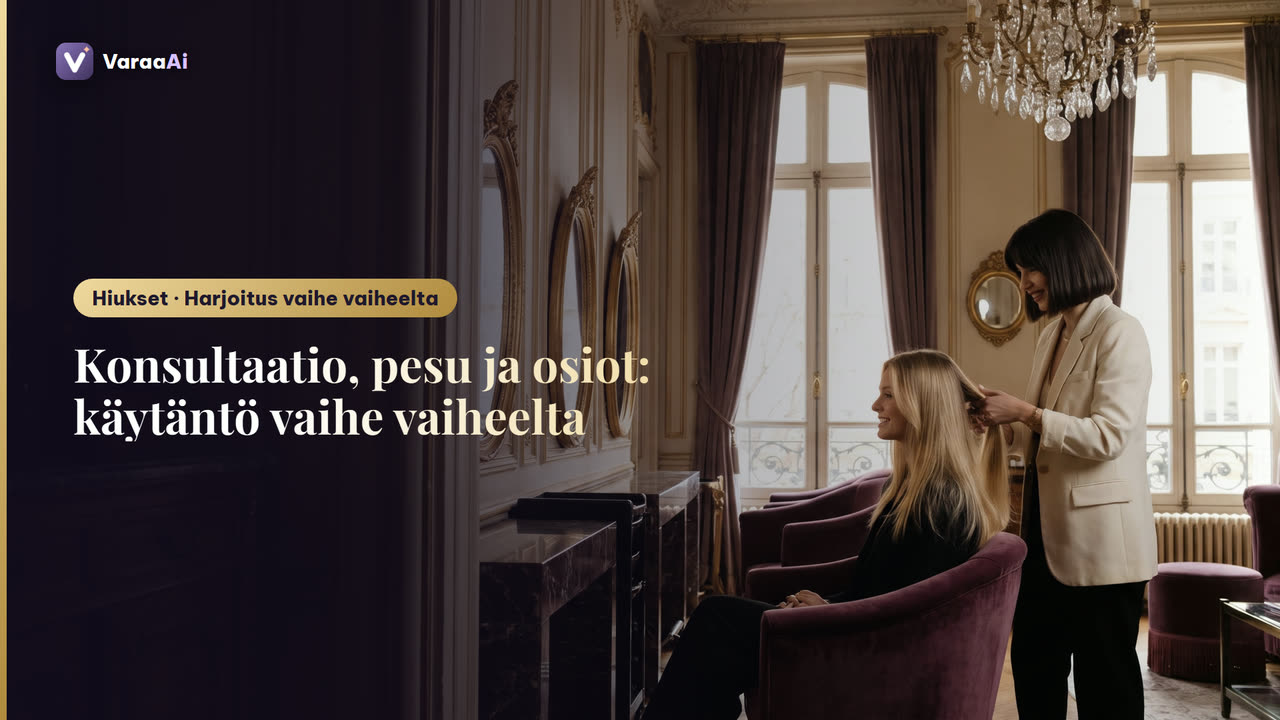 VaraaAi
Hiukset · Harjoitus vaihe vaiheelta
Konsultaatio, pesu ja osiot:
käytäntö vaihe vaiheelta